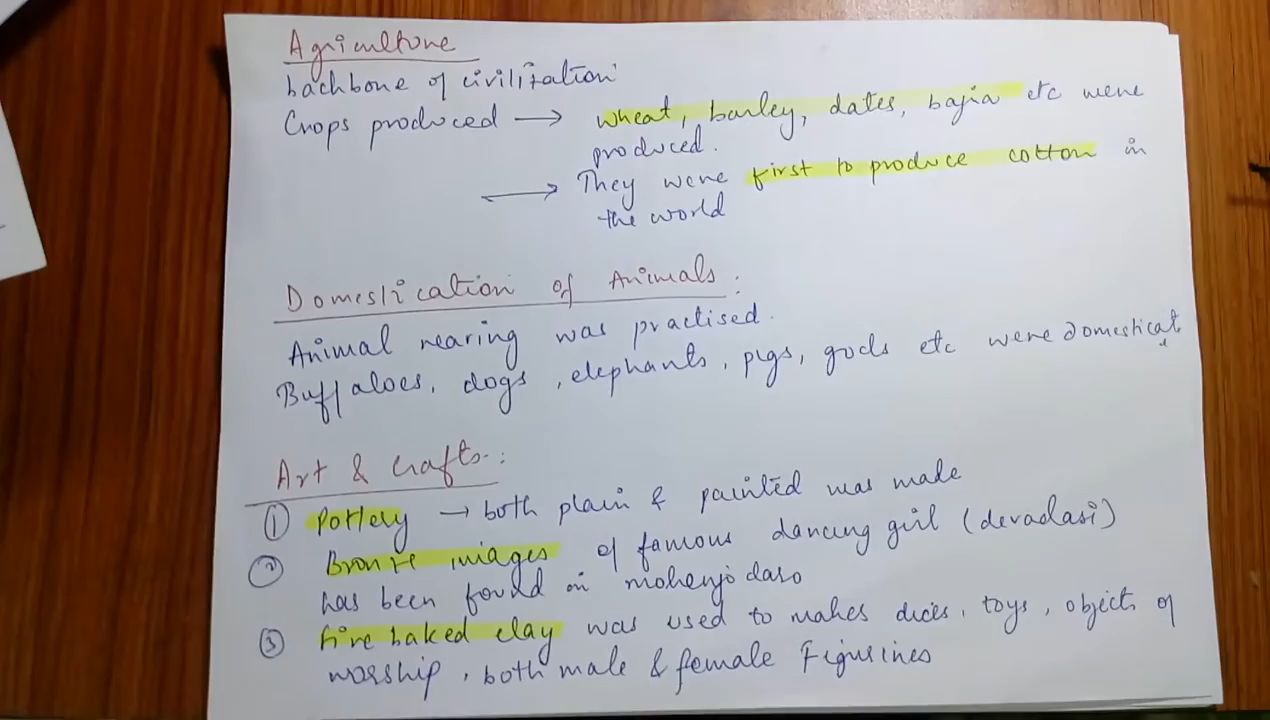 Agriculture
backbone of civilization
Crops produced → wheat, barley, dates, bajra etc were
produced.
→ They were first to produce cotton in
the world
Domestication of Animals :
Animal rearing was practised.
Buffaloes, dogs, elephants, pigs, gods etc were domesticat
Art & Crafts :
① Pottery → both plain & painted was made
② Bronze images of famous dancing girl (devadasi)
has been found in mohenjodaro
③ fire baked clay was used to makes dices, toys, objects of
worship, both male & female Figurines